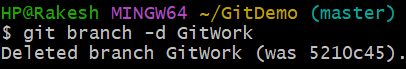 HP@Rakesh MINGW64 ~/GitDemo (master)
$ git branch -d GitWork
Deleted branch GitWork (was 5210c45).